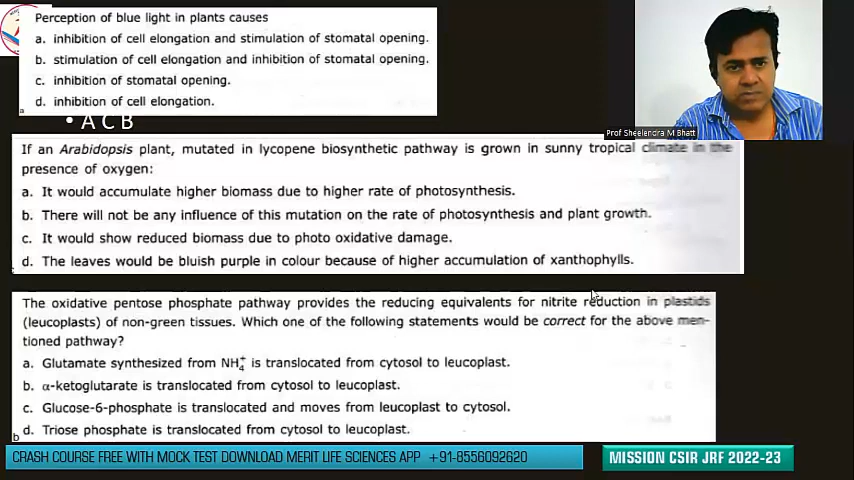 Perception of blue light in plants causes
a. inhibition of cell elongation and stimulation of stomatal opening.
b. stimulation of cell elongation and inhibition of stomatal opening.
c. inhibition of stomatal opening.
d. inhibition of cell elongation.
a
• A C B
Prof Sheelendra M Bhatt
If an Arabidopsis plant, mutated in lycopene biosynthetic pathway is grown in sunny tropical climate in the
presence of oxygen:
a. It would accumulate higher biomass due to higher rate of photosynthesis.
b. There will not be any influence of this mutation on the rate of photosynthesis and plant growth.
c. It would show reduced biomass due to photo oxidative damage.
d. The leaves would be bluish purple in colour because of higher accumulation of xanthophylls.
c
The oxidative pentose phosphate pathway provides the reducing equivalents for nitrite reduction in plastids
(leucoplasts) of non-green tissues. Which one of the following statements would be correct for the above men-
tioned pathway?
a. Glutamate synthesized from NH₄⁺ is translocated from cytosol to leucoplast.
b. α-ketoglutarate is translocated from cytosol to leucoplast.
c. Glucose-6-phosphate is translocated and moves from leucoplast to cytosol.
d. Triose phosphate is translocated from cytosol to leucoplast.
b
CRASH COURSE FREE WITH MOCK TEST DOWNLOAD MERIT LIFE SCIENCES APP +91-8556092620
MISSION CSIR JRF 2022-23